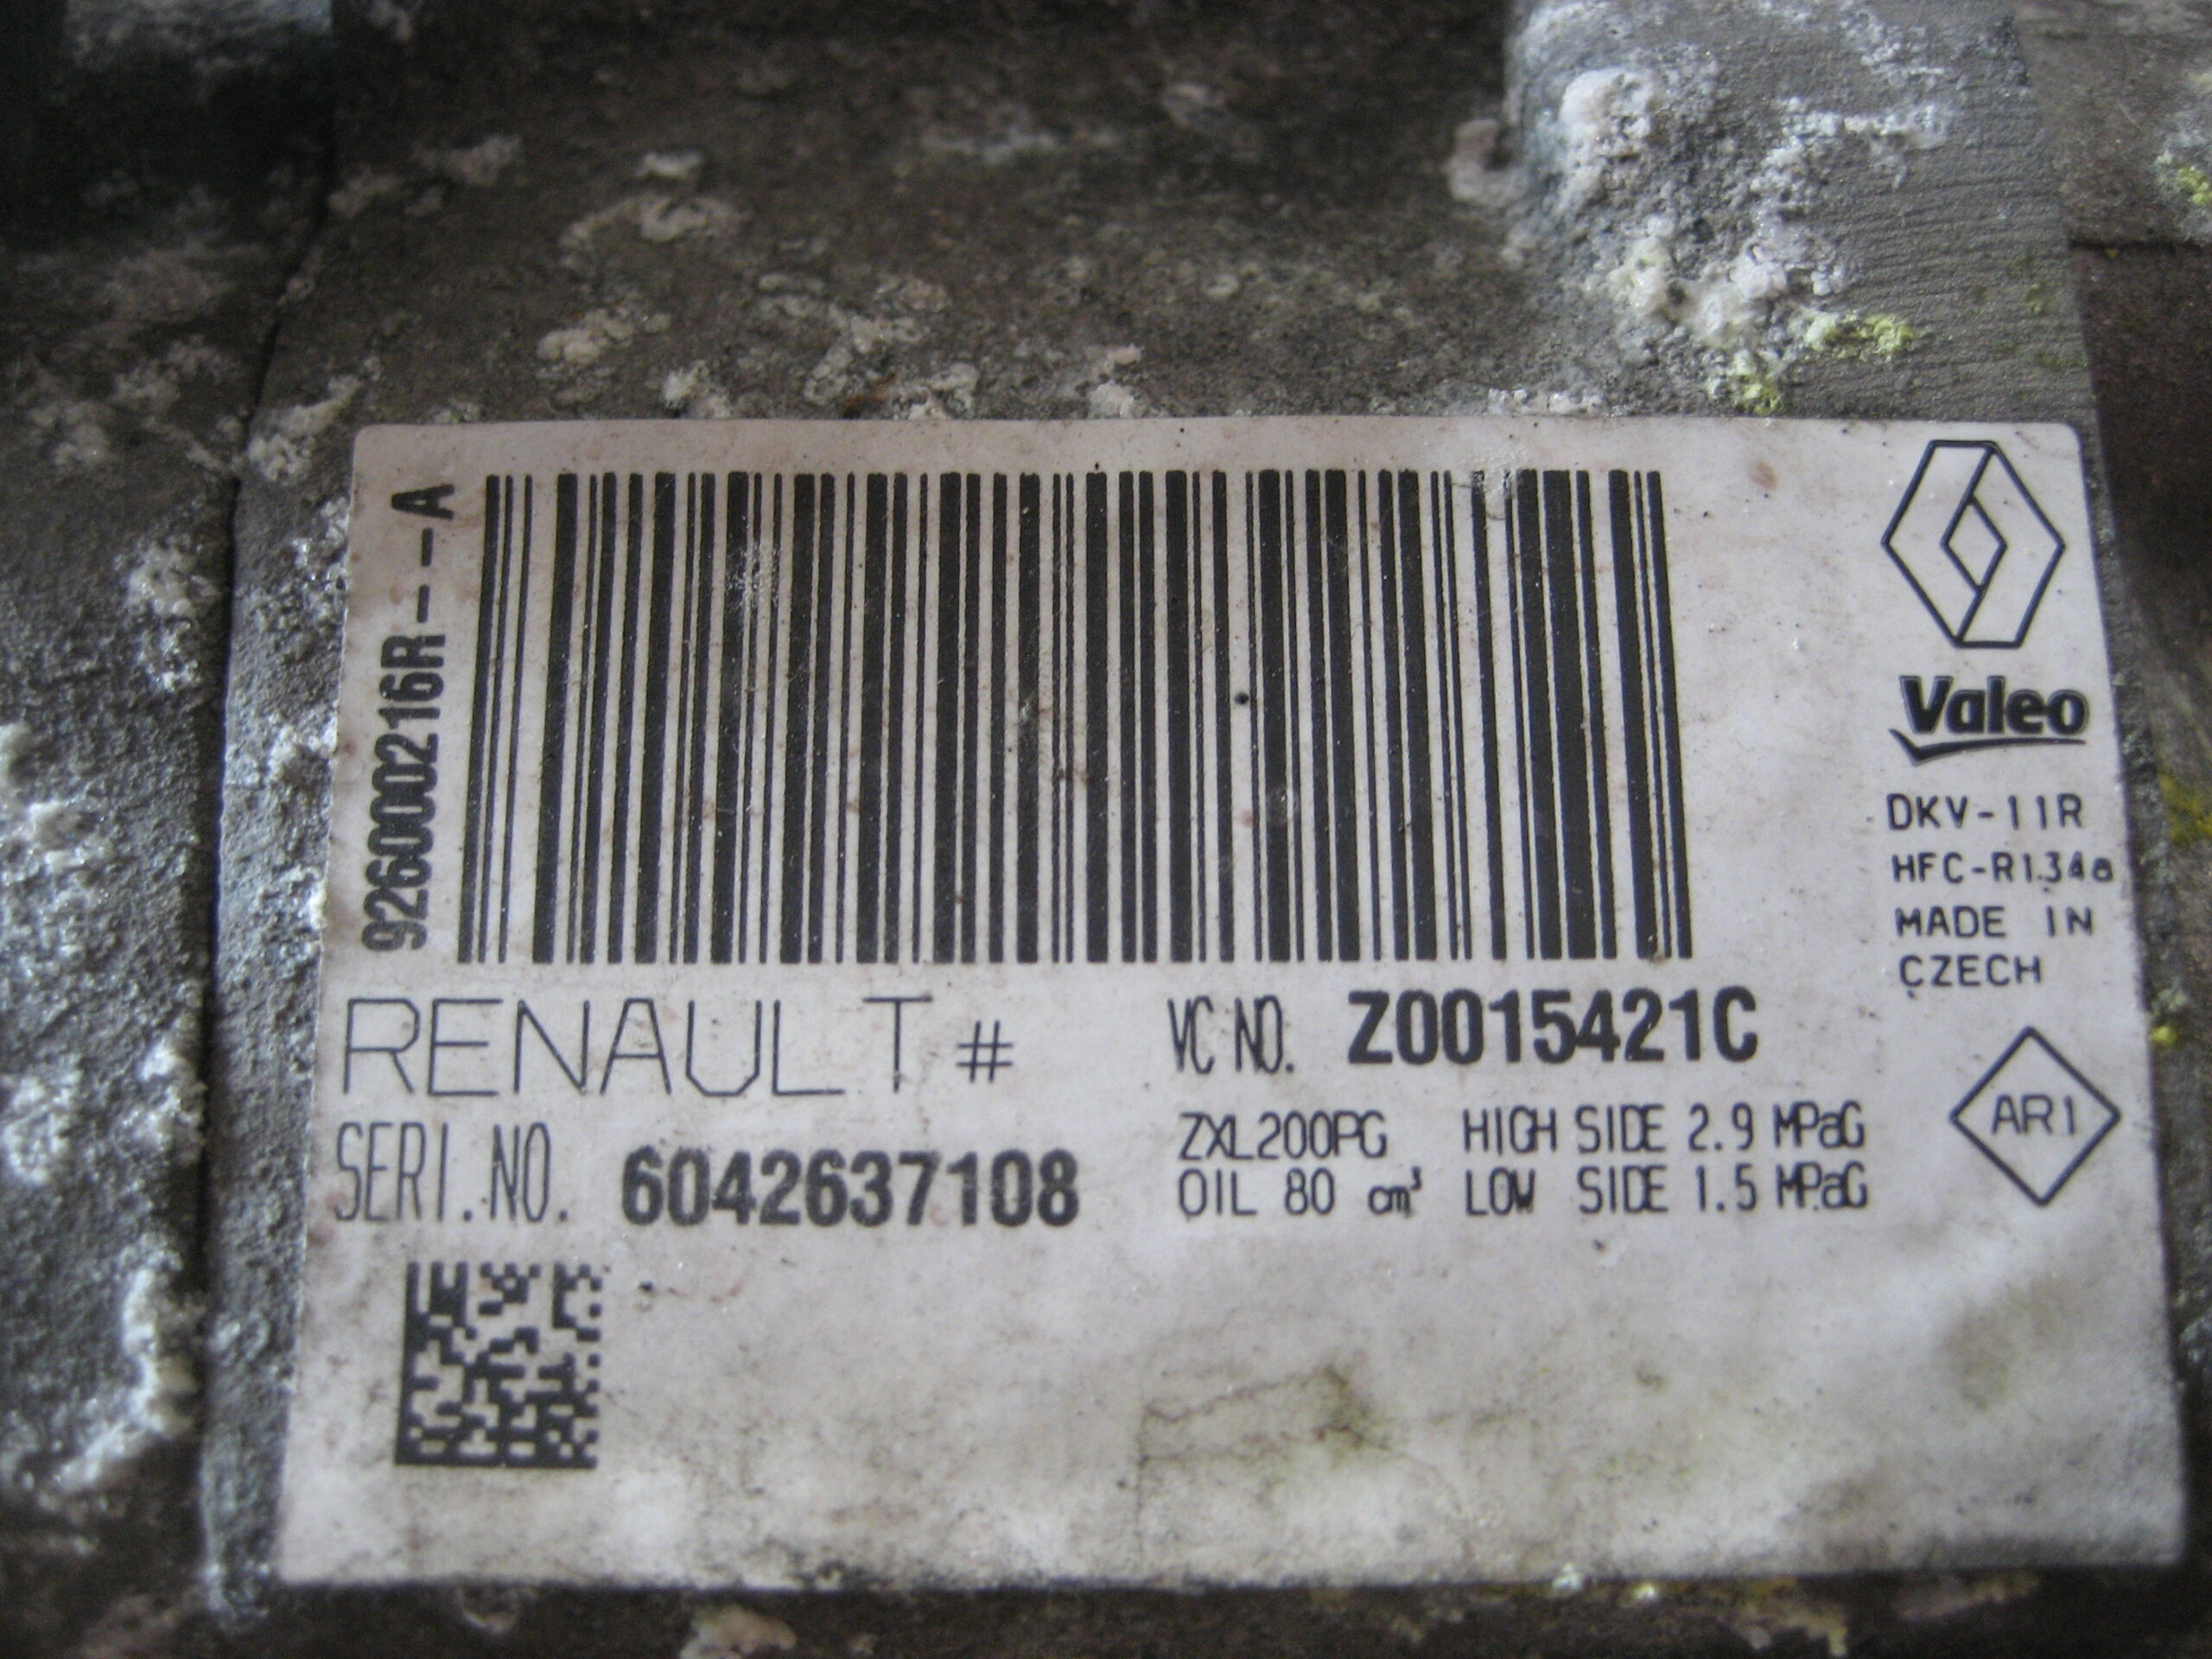 926000216R---A
Valeo
DKV-11R
HFC-R134a
MADE IN
CZECH
RENAULT #
VC NO. Z0015421C
SERI.NO. 6042637108
ZXL200PG HIGH SIDE 2.9 MPaG
OIL 80 cm³ LOW SIDE 1.5 MPaG
AR1